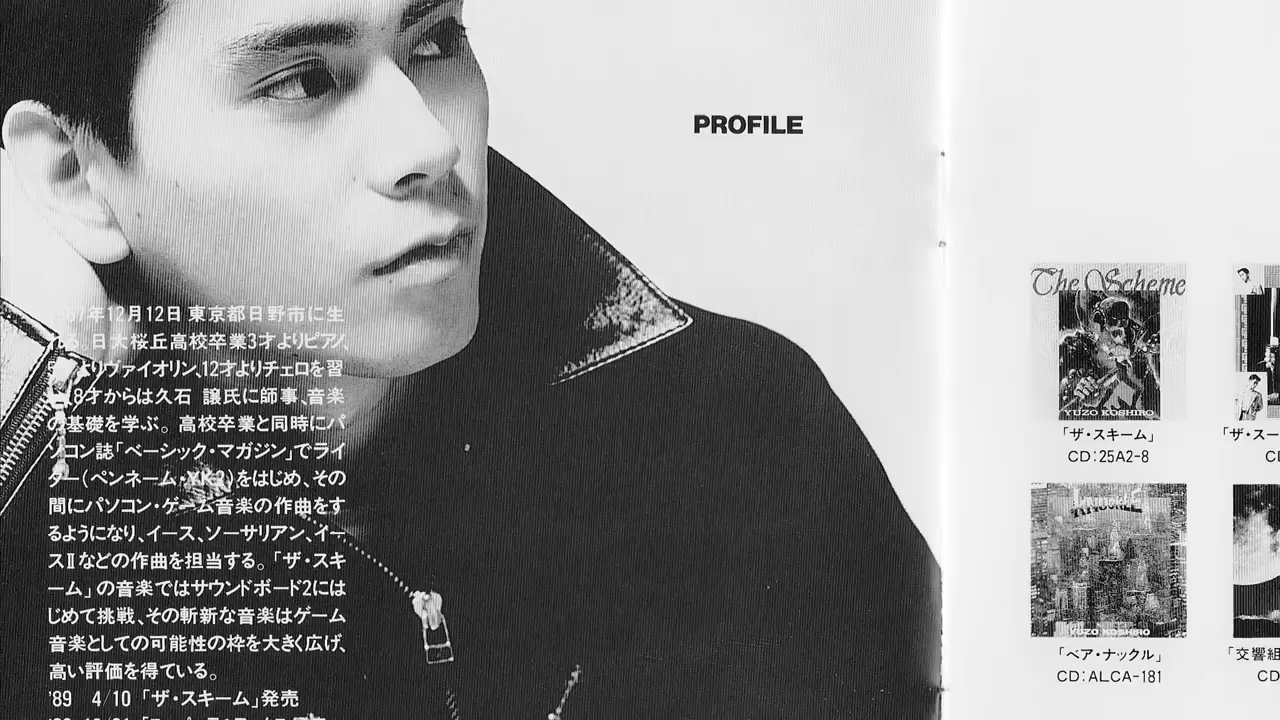 PROFILE
年12月12日 東京都日野市に生
日大桜丘高校卒業3才よりピアノ、
よりヴァイオリン、12才よりチェロを習
8才からは久石 譲氏に師事、音楽
の基礎を学ぶ。高校卒業と同時にパ
ソコン誌「ベーシック・マガジン」でライ
ター(ペンネーム・YK2)をはじめ、その
間にパソコン・ゲーム音楽の作曲をす
るようになり、イース、ソーサリアン、イー
スⅡなどの作曲を担当する。「ザ・スキ
ーム」の音楽ではサウンドボード2には
じめて挑戦、その斬新な音楽はゲーム
音楽としての可能性の枠を大きく広げ、
高い評価を得ている。
'89 4/10 「ザ・スキーム」発売
The Scheme
YUZO KOSHIRO
「ザ・スキーム」
CD:25A2-8
「ザ・スキー
CD
YUZO KOSHIRO
「ベア・ナックル」
CD:ALCA-181
「交響組
CD